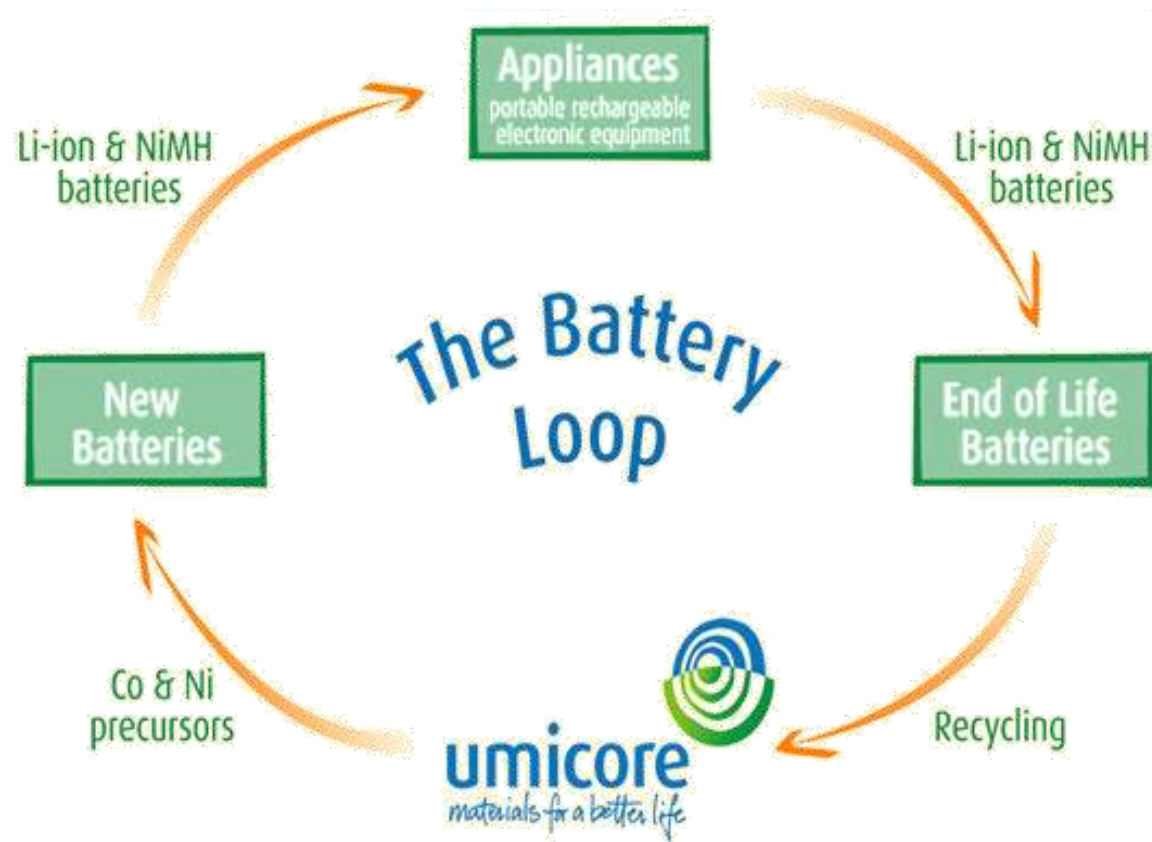 Appliances
portable rechargeable
electronic equipment
Li-ion & NiMH
batteries
Li-ion & NiMH
batteries
The Battery
Loop
New
Batteries
End of Life
Batteries
Co & Ni
precursors
Recycling
umicore
materials for a better life